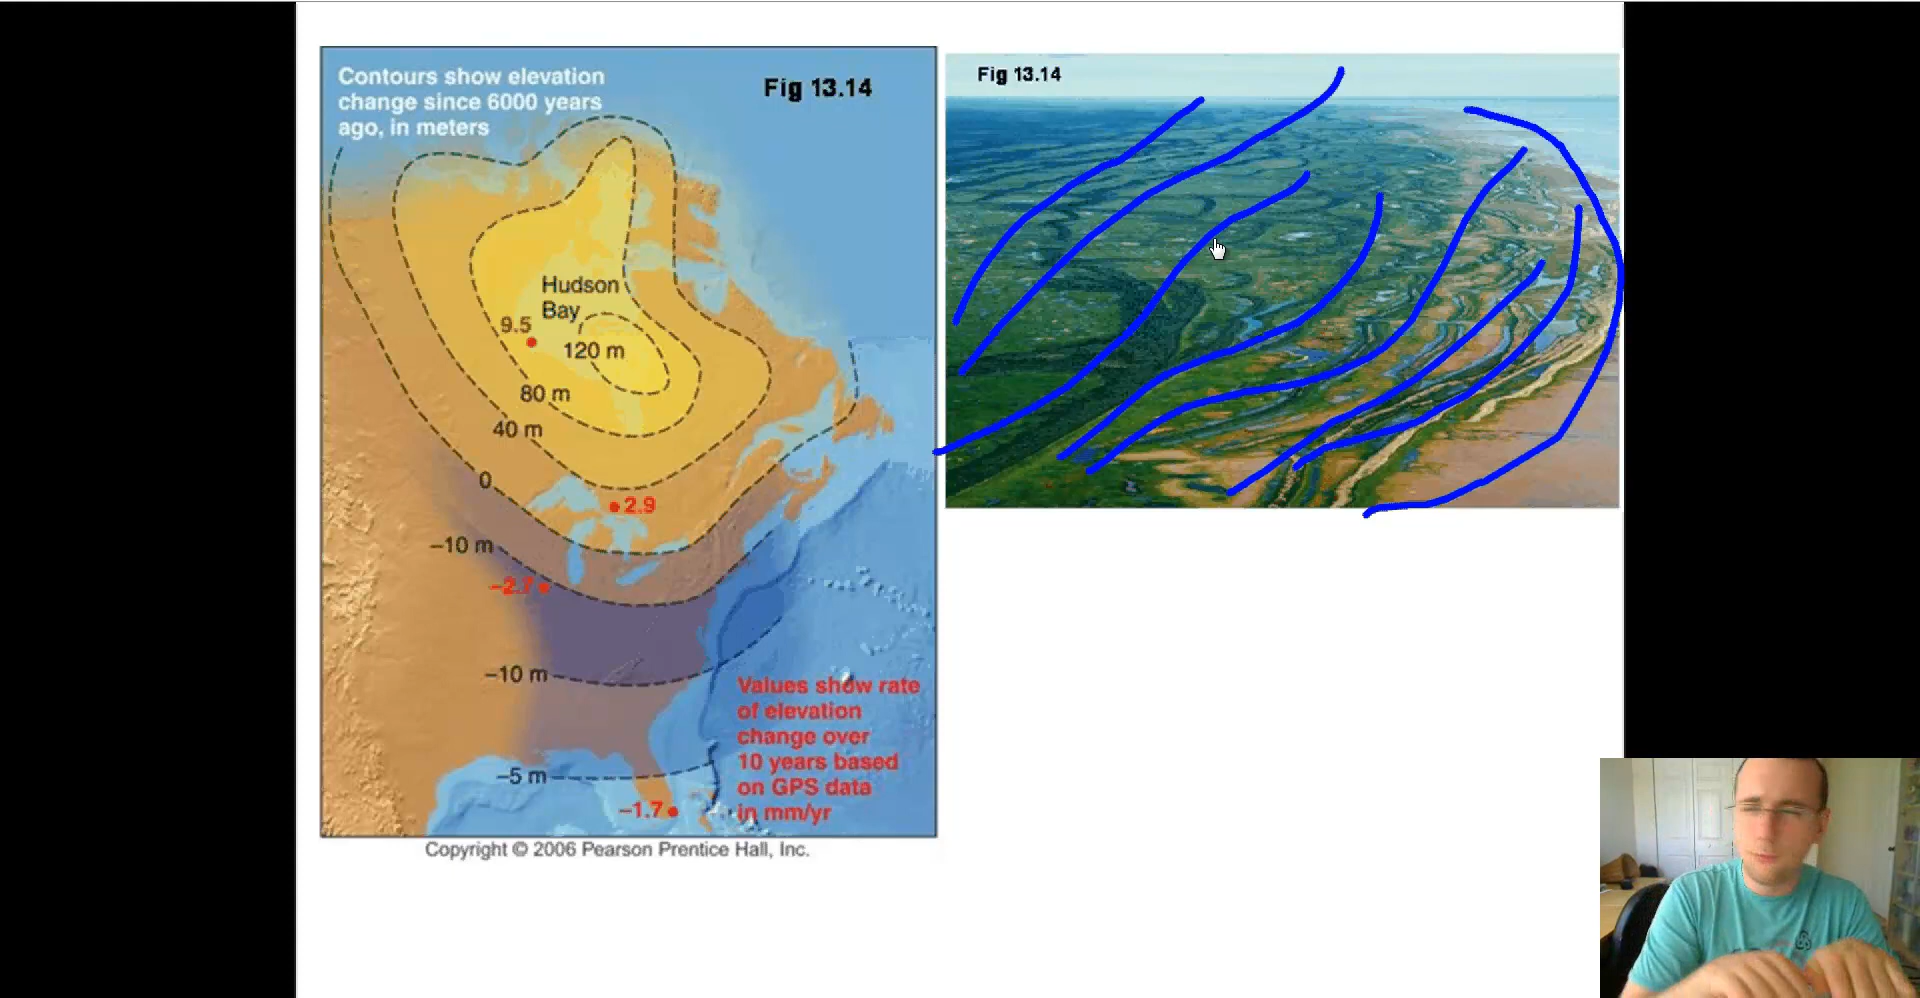 Contours show elevation
change since 6000 years
ago, in meters
Fig 13.14
Hudson
Bay
9.5
120 m
80 m
40 m
0
2.9
–10 m
–2.7
–10 m
Values show rate
of elevation
change over
10 years based
on GPS data
in mm/yr
–5 m
–1.7
Copyright © 2006 Pearson Prentice Hall, Inc.
Fig 13.14